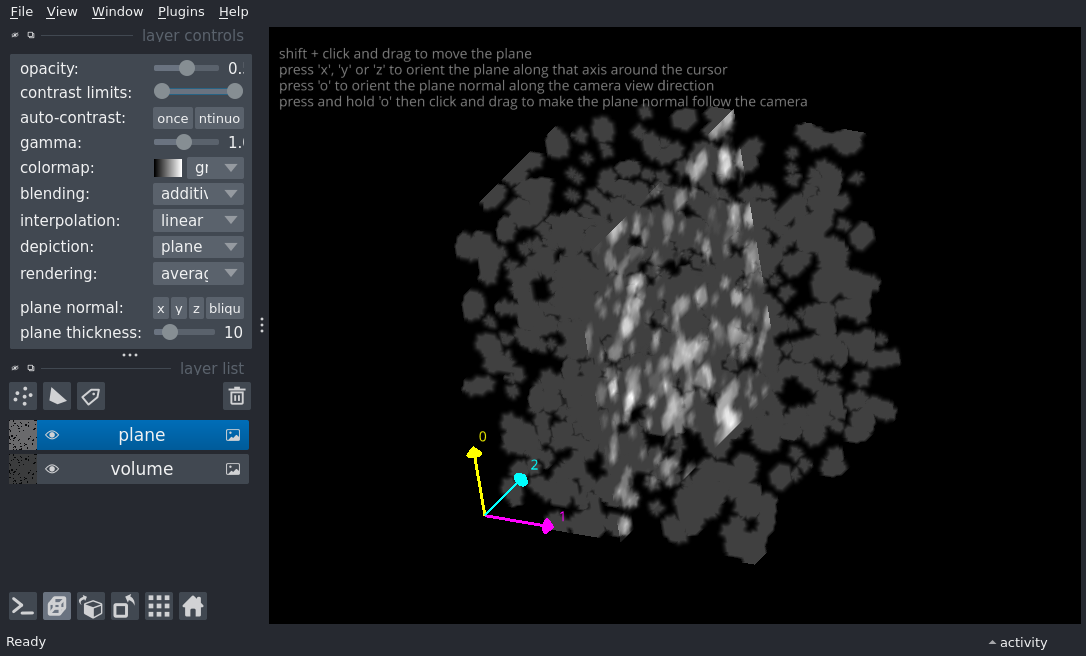 File View Window Plugins Help
layer controls
opacity: 0.
contrast limits:
auto-contrast: once ntinuo
gamma: 1.
colormap: gr
blending: additiv
interpolation: linear
depiction: plane
rendering: averag
plane normal: x y z bliqu
plane thickness: 10
layer list
plane
volume
shift + click and drag to move the plane
press 'x', 'y' or 'z' to orient the plane along that axis around the cursor
press 'o' to orient the plane normal along the camera view direction
press and hold 'o' then click and drag to make the plane normal follow the camera
0
2
1
Ready
activity